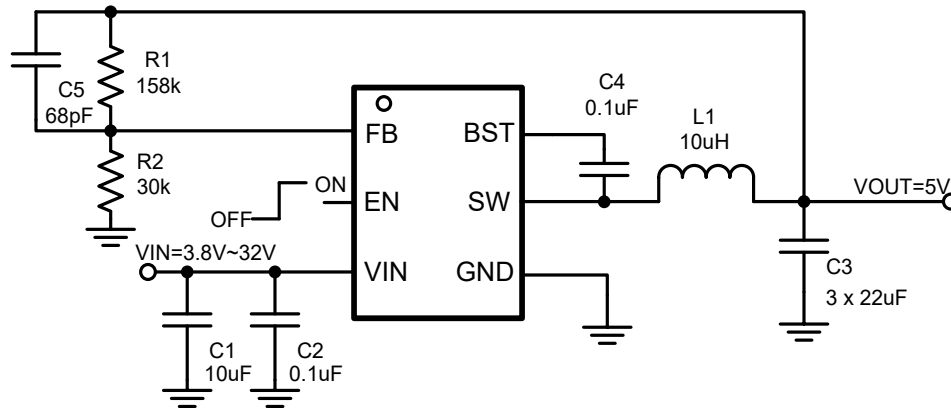 R1
158k
C5
68pF
R2
30k
ON
OFF
VIN=3.8V~32V
C1
10uF
C2
0.1uF
FB
EN
VIN
BST
SW
GND
C4
0.1uF
L1
10uH
VOUT=5V
C3
3 x 22uF